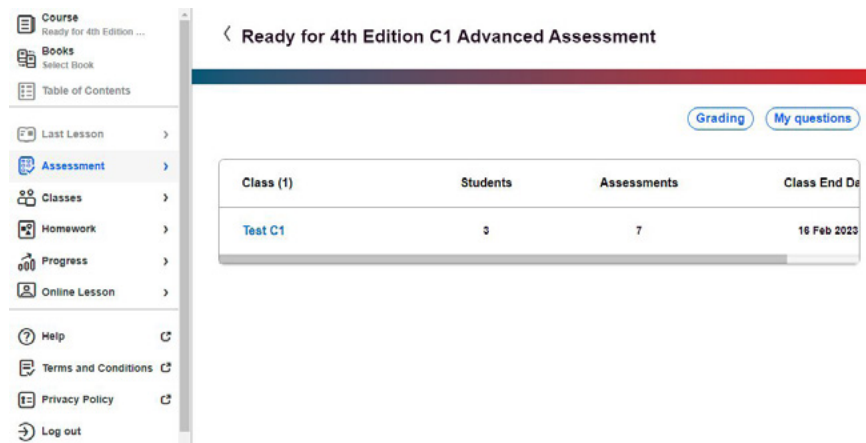 Course
Ready for 4th Edition ...
Books
Select Book
Table of Contents
Last Lesson
Assessment
Classes
Homework
Progress
Online Lesson
Help
Terms and Conditions
Privacy Policy
Log out
Ready for 4th Edition C1 Advanced Assessment
Grading
My questions
Class (1) Students Assessments Class End Da
Test C1 3 7 16 Feb 2023